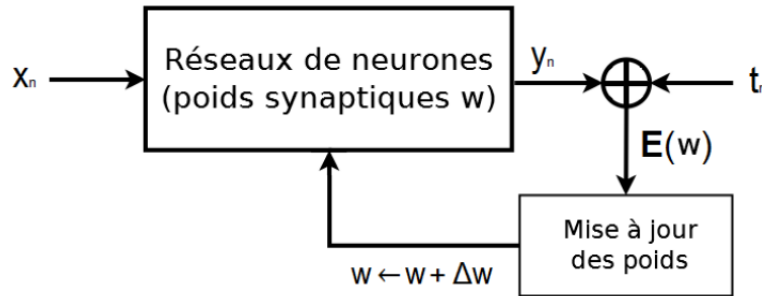 Réseaux de neurones
(poids synaptiques w)
xₙ
yₙ
tₙ
E(w)
Mise à jour
des poids
w ← w + Δw